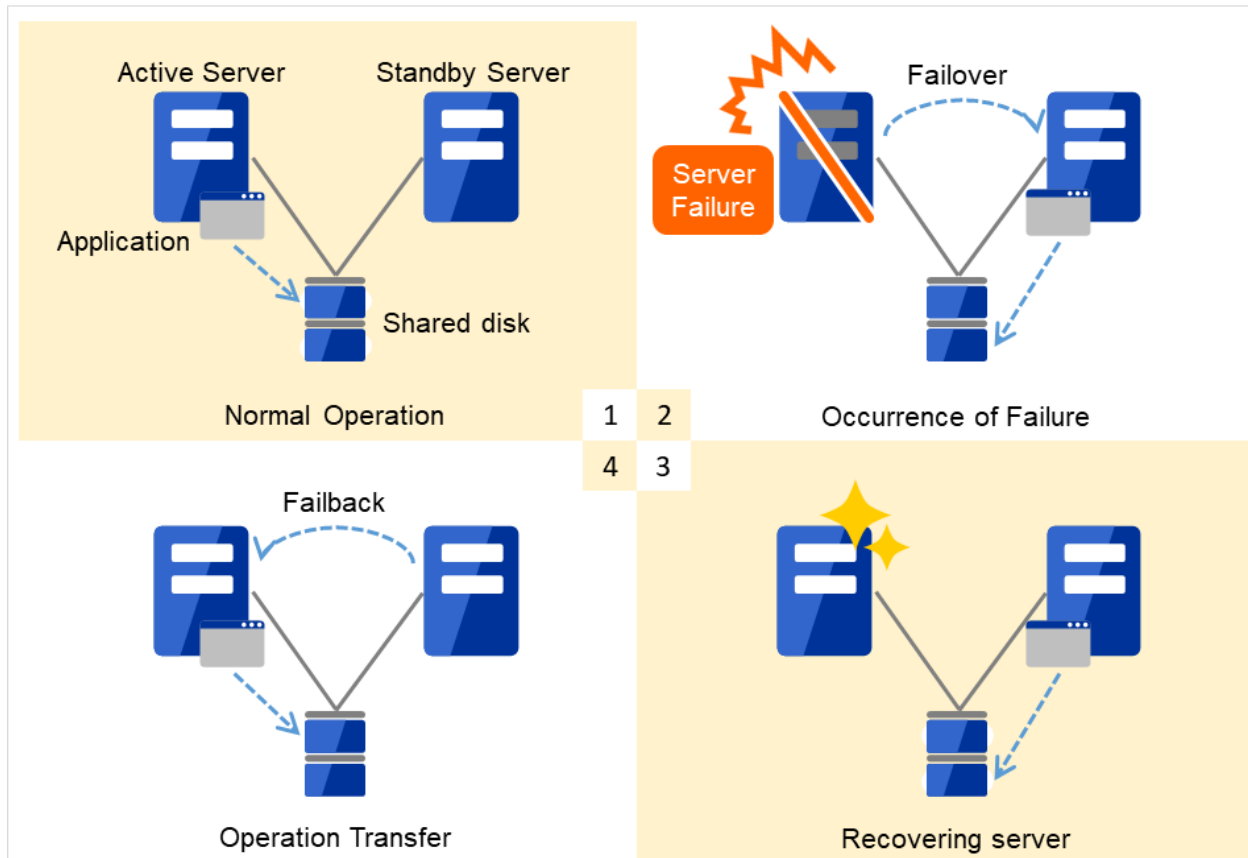 Active Server
Standby Server
Application
Shared disk
Normal Operation
1
Failover
Server
Failure
2
Occurrence of Failure
3
Recovering server
4
Failback
Operation Transfer